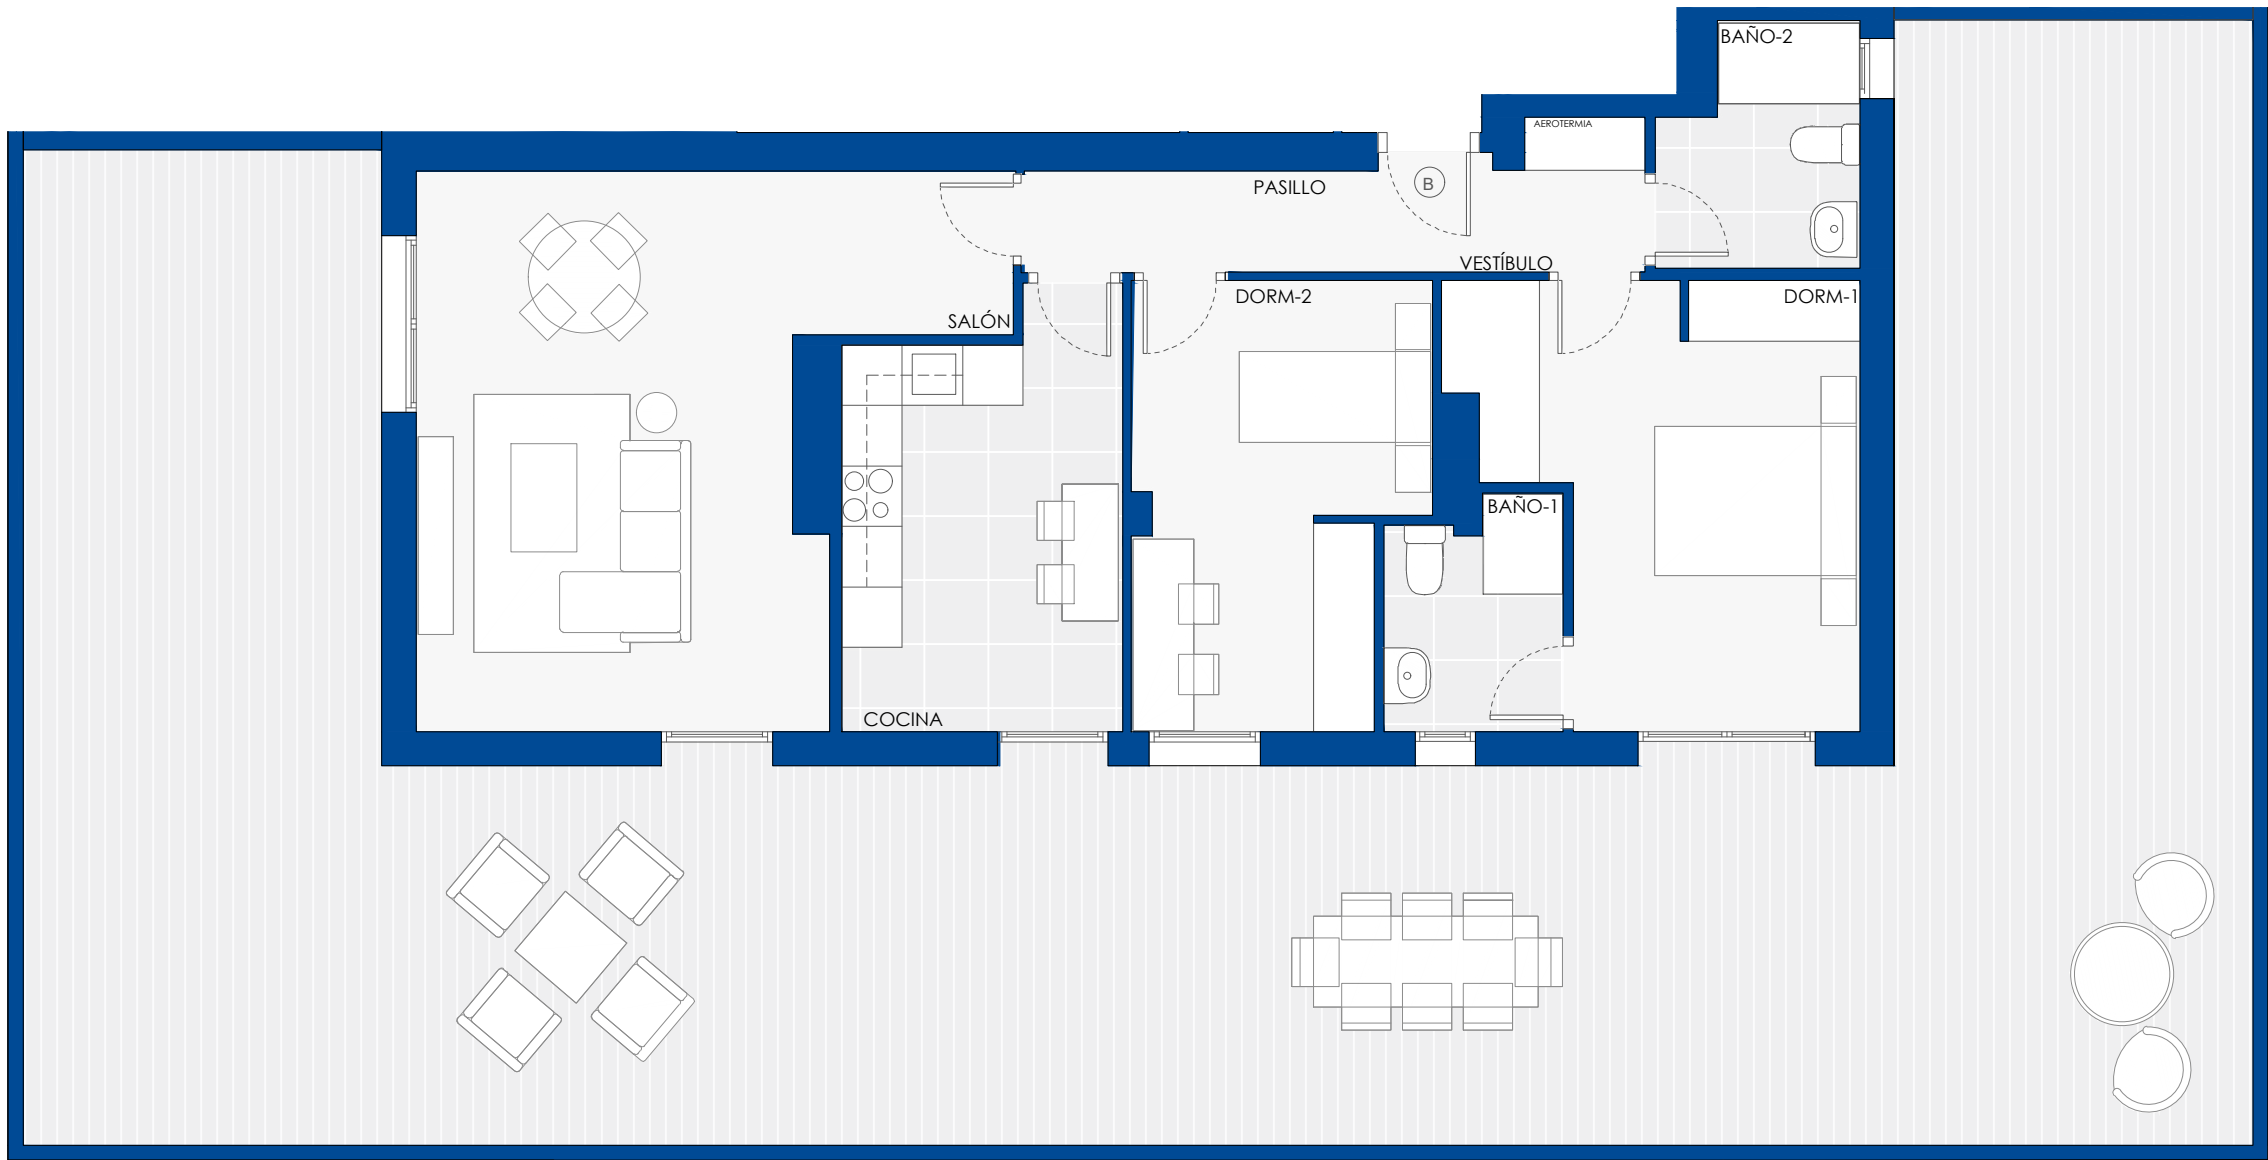 BAÑO-2
AEROTERMIA
PASILLO
B
VESTÍBULO
DORM-2
DORM-1
SALÓN
BAÑO-1
COCINA